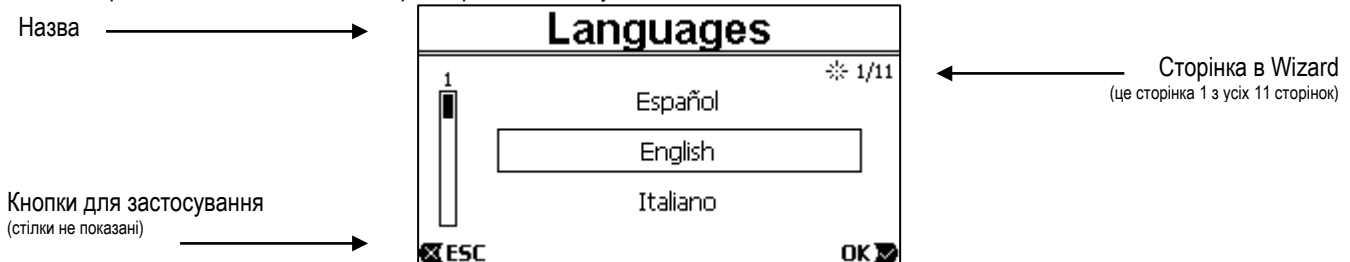 Назва
Languages
1
1/11
Español
English
Italiano
ESC
OK
Сторінка в Wizard
(це сторінка 1 з усіх 11 сторінок)
Кнопки для застосування
(стілки не показані)